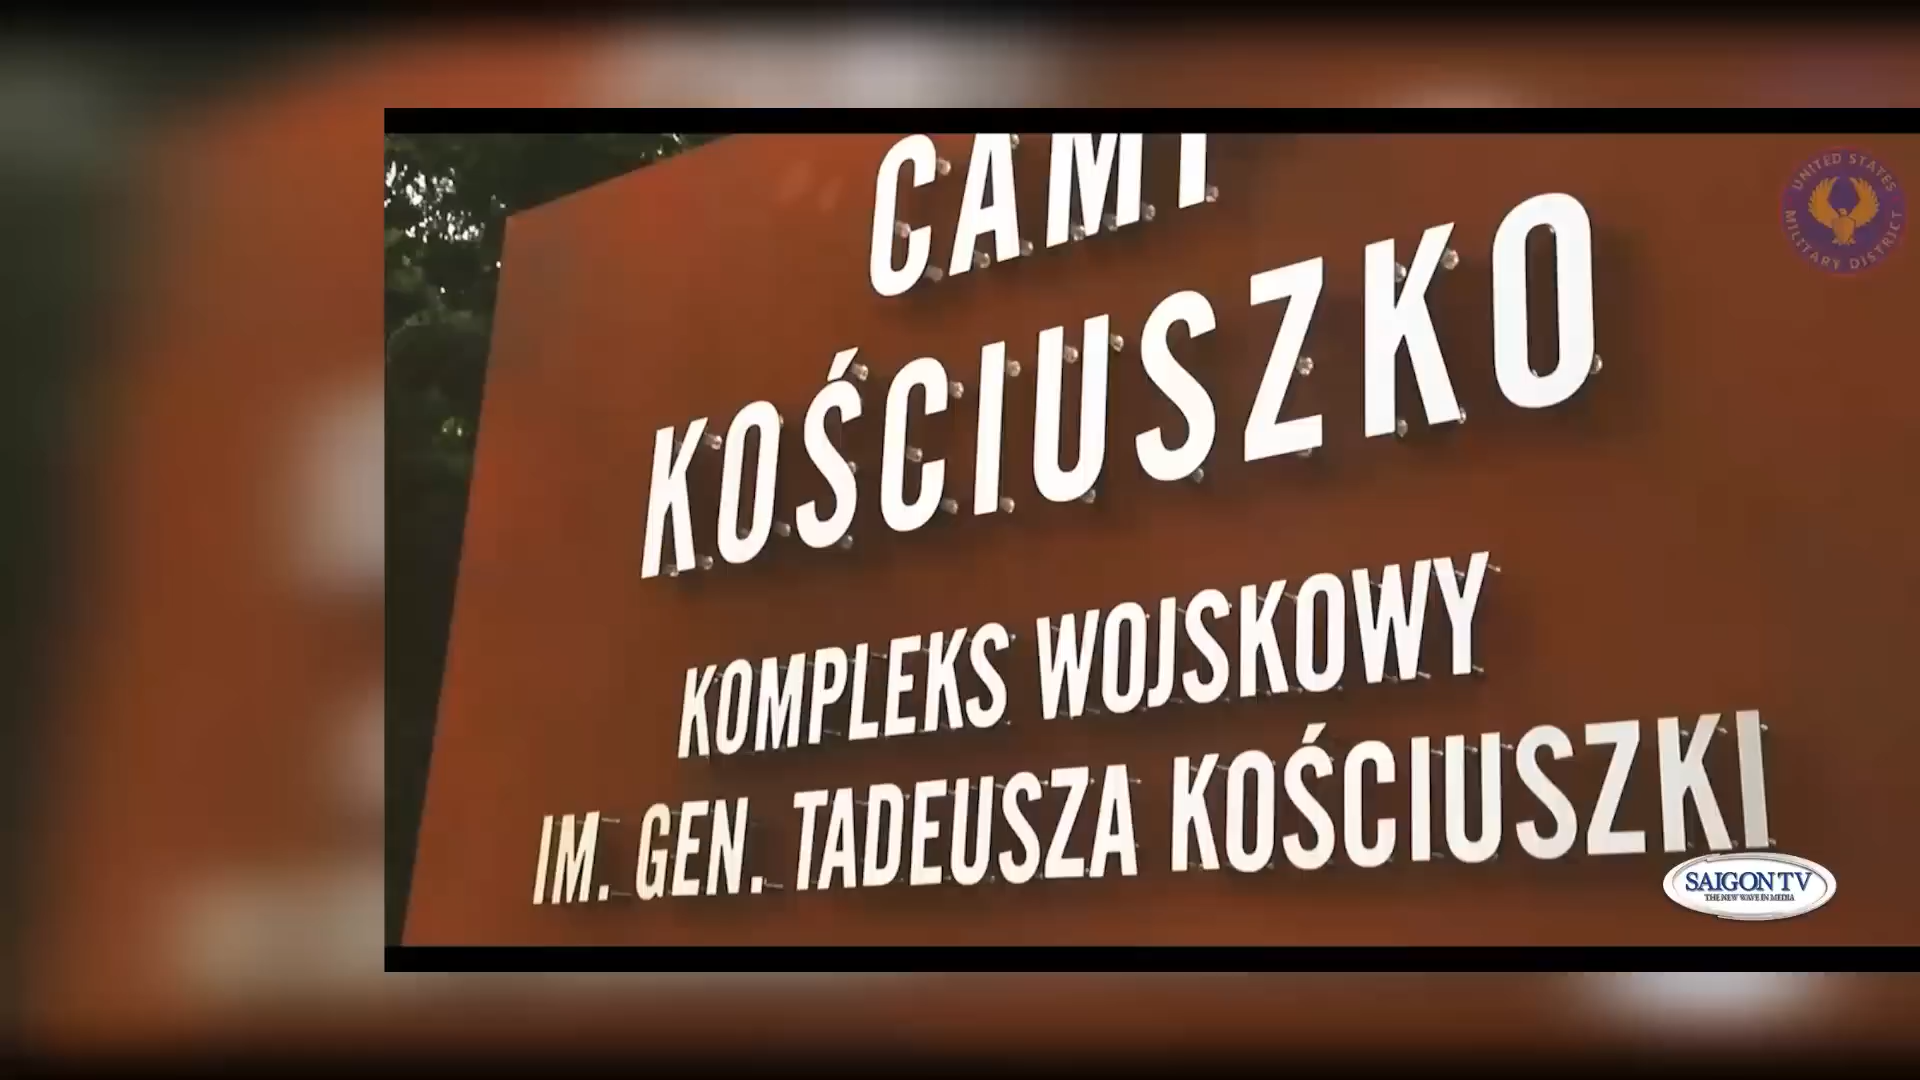 CAMP
KOŚCIUSZKO
KOMPLEKS WOJSKOWY
IM. GEN. TADEUSZA KOŚCIUSZKI
UNITED STATES
MILITARY DISTRICT
SAIGON TV
THE NEW WAVE IN MEDIA